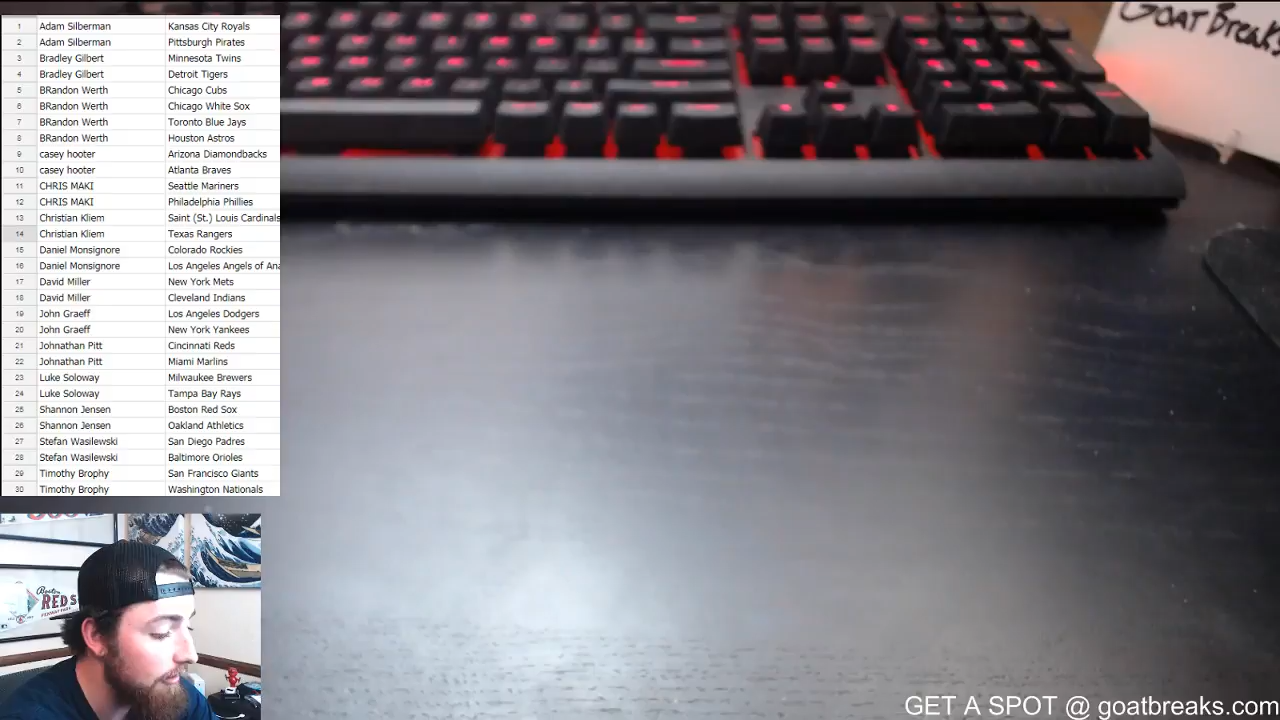 1 Adam Silberman Kansas City Royals
2 Adam Silberman Pittsburgh Pirates
3 Bradley Gilbert Minnesota Twins
4 Bradley Gilbert Detroit Tigers
5 BRandon Werth Chicago Cubs
6 BRandon Werth Chicago White Sox
7 BRandon Werth Toronto Blue Jays
8 BRandon Werth Houston Astros
9 casey hooter Arizona Diamondbacks
10 casey hooter Atlanta Braves
11 CHRIS MAKI Seattle Mariners
12 CHRIS MAKI Philadelphia Phillies
13 Christian Kliem Saint (St.) Louis Cardinals
14 Christian Kliem Texas Rangers
15 Daniel Monsignore Colorado Rockies
16 Daniel Monsignore Los Angeles Angels of Ana
17 David Miller New York Mets
18 David Miller Cleveland Indians
19 John Graeff Los Angeles Dodgers
20 John Graeff New York Yankees
21 Johnathan Pitt Cincinnati Reds
22 Johnathan Pitt Miami Marlins
23 Luke Soloway Milwaukee Brewers
24 Luke Soloway Tampa Bay Rays
25 Shannon Jensen Boston Red Sox
26 Shannon Jensen Oakland Athletics
27 Stefan Wasilewski San Diego Padres
28 Stefan Wasilewski Baltimore Orioles
29 Timothy Brophy San Francisco Giants
30 Timothy Brophy Washington Nationals
GOAT BREAKS
Boston
REDS
FENWAY PARK
GET A SPOT @ goatbreaks.com